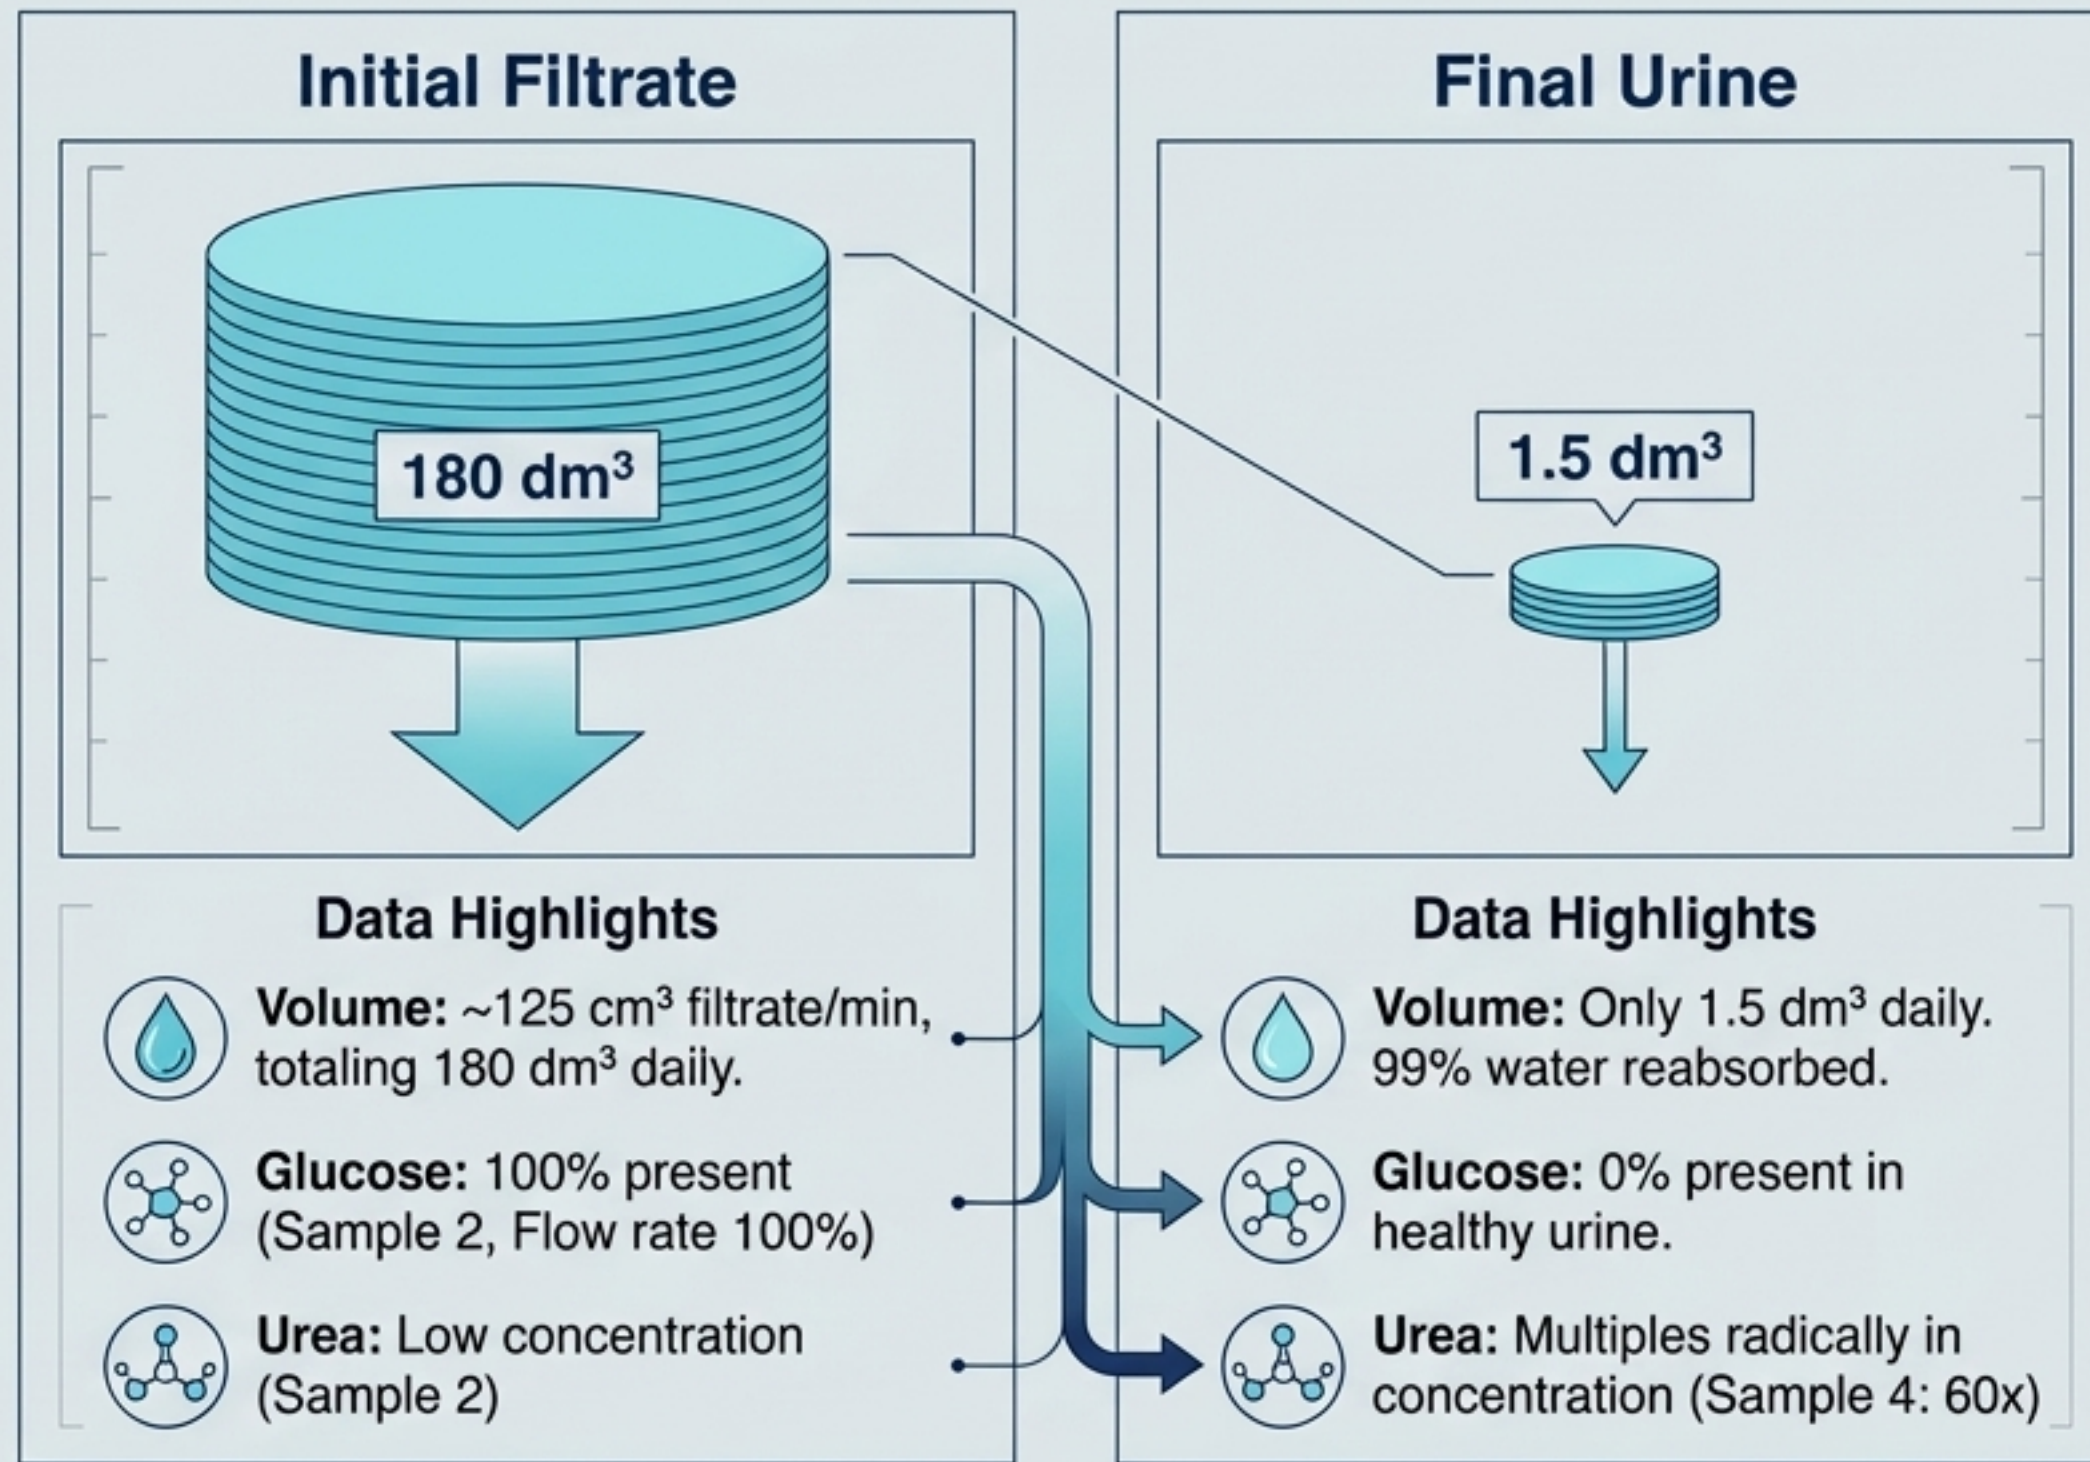 Initial Filtrate
180 dm³
Data Highlights
Volume: ~125 cm³ filtrate/min,
totaling 180 dm³ daily.
Glucose: 100% present
(Sample 2, Flow rate 100%)
Urea: Low concentration
(Sample 2)
Final Urine
1.5 dm³
Data Highlights
Volume: Only 1.5 dm³ daily.
99% water reabsorbed.
Glucose: 0% present in
healthy urine.
Urea: Multiples radically in
concentration (Sample 4: 60x)